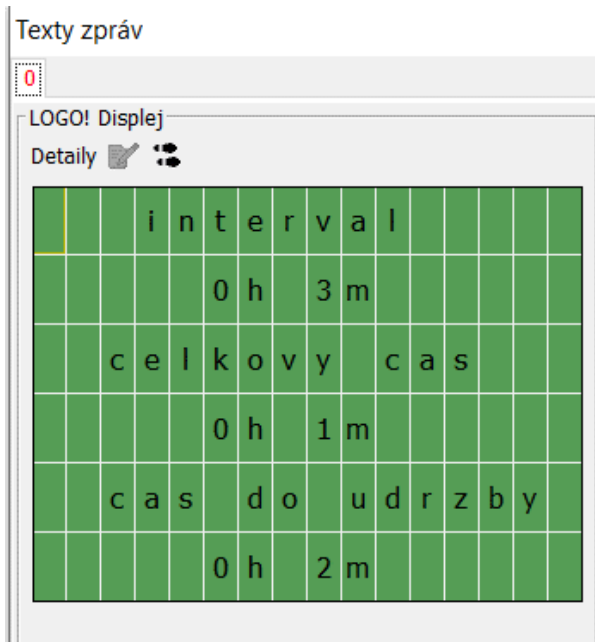 Texty zpráv
0
LOGO! Displej
Detaily
interval
0h 3m
celkovy cas
0h 1m
cas do udrzby
0h 2m